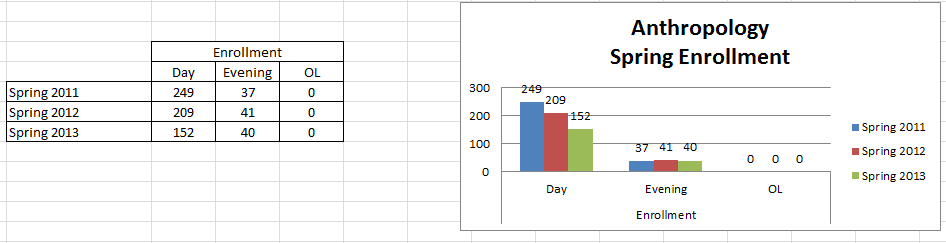 Enrollment
Day Evening OL
Spring 2011 249 37 0
Spring 2012 209 41 0
Spring 2013 152 40 0
Anthropology
Spring Enrollment
300
200
100
0
249
209
152
37 41 40
0 0 0
Day Evening OL
Enrollment
Spring 2011
Spring 2012
Spring 2013